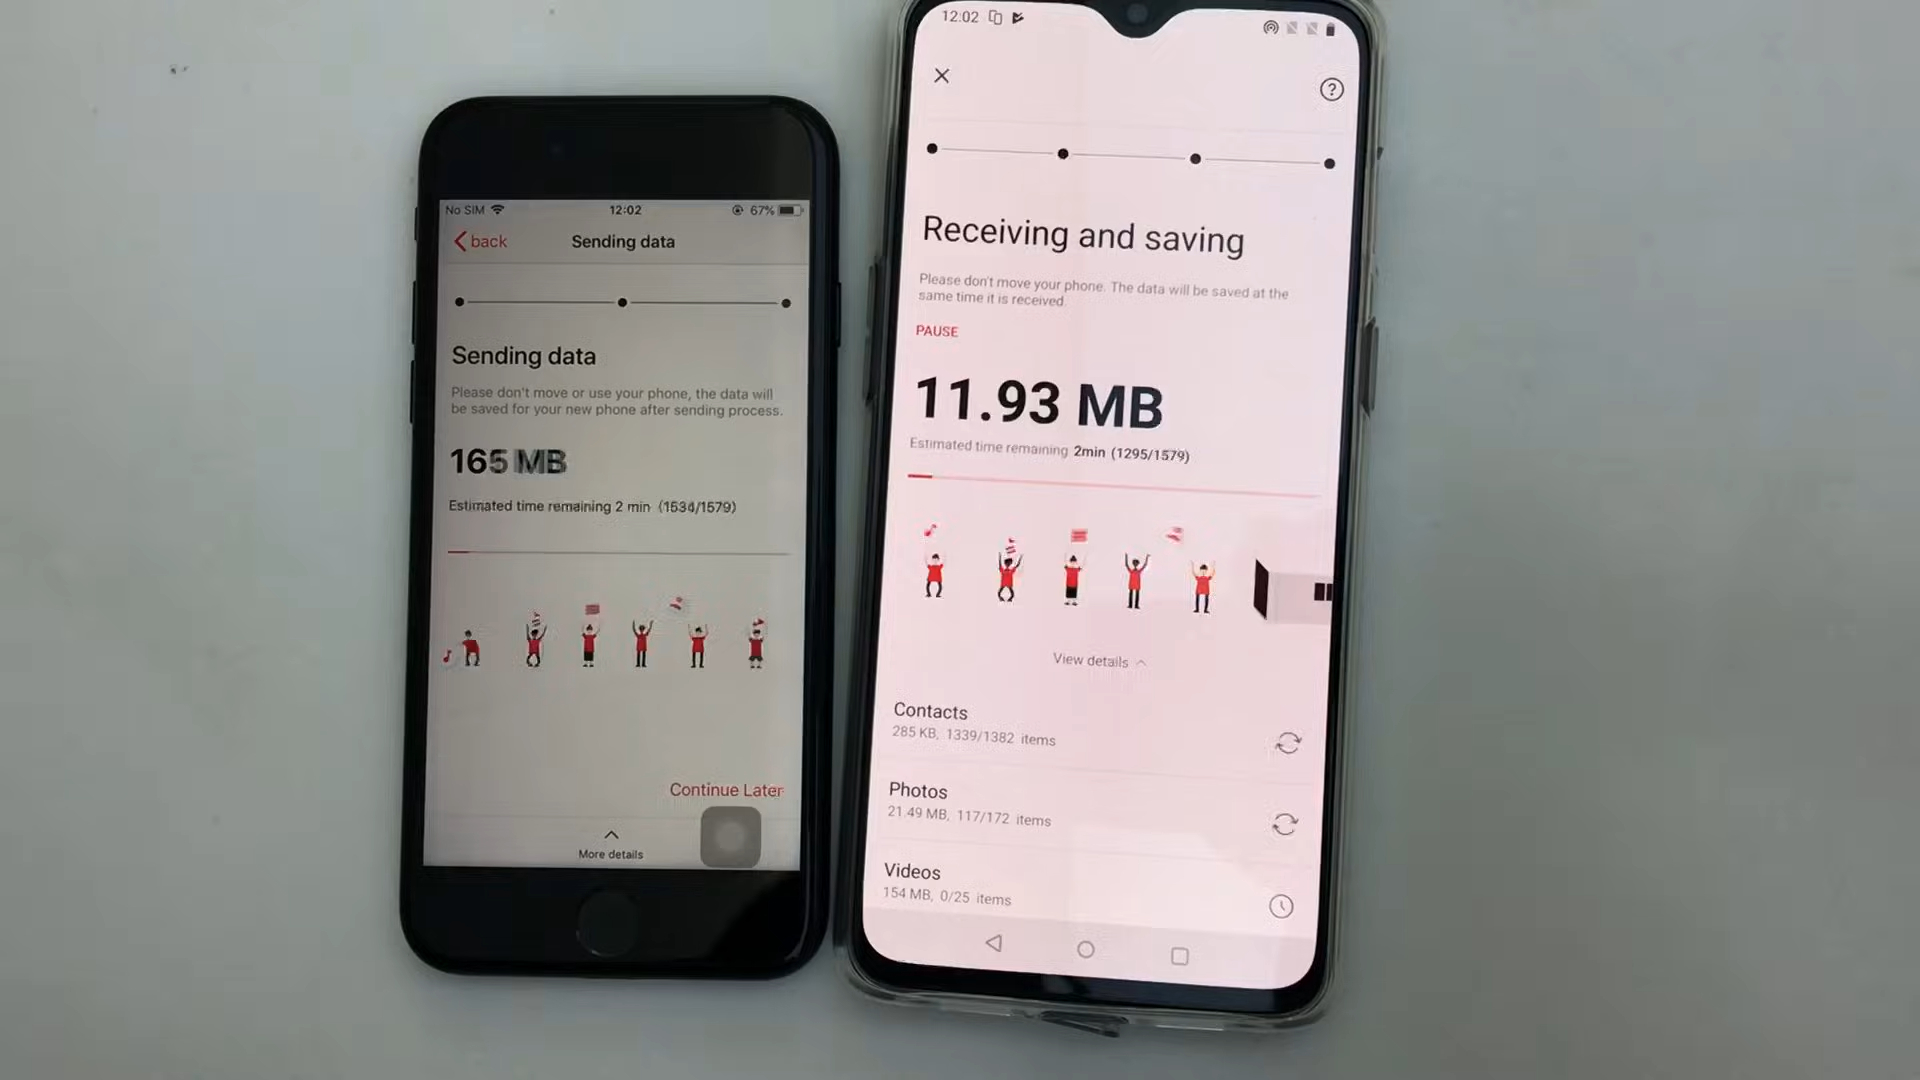 No SIM
12:02
67%
back
Sending data
Sending data
Please don't move or use your phone, the data will
be saved for your new phone after sending process.
165 MB
Estimated time remaining 2 min (1534/1579)
Continue Later
More details
12:02
?
Receiving and saving
Please don't move your phone. The data will be saved at the
same time it is received
PAUSE
11.93 MB
Estimated time remaining 2min (1295/1579)
View details
Contacts
285 KB, 1339/1382 items
Photos
21.49 MB, 117/172 items
Videos
154 MB, 0/25 items